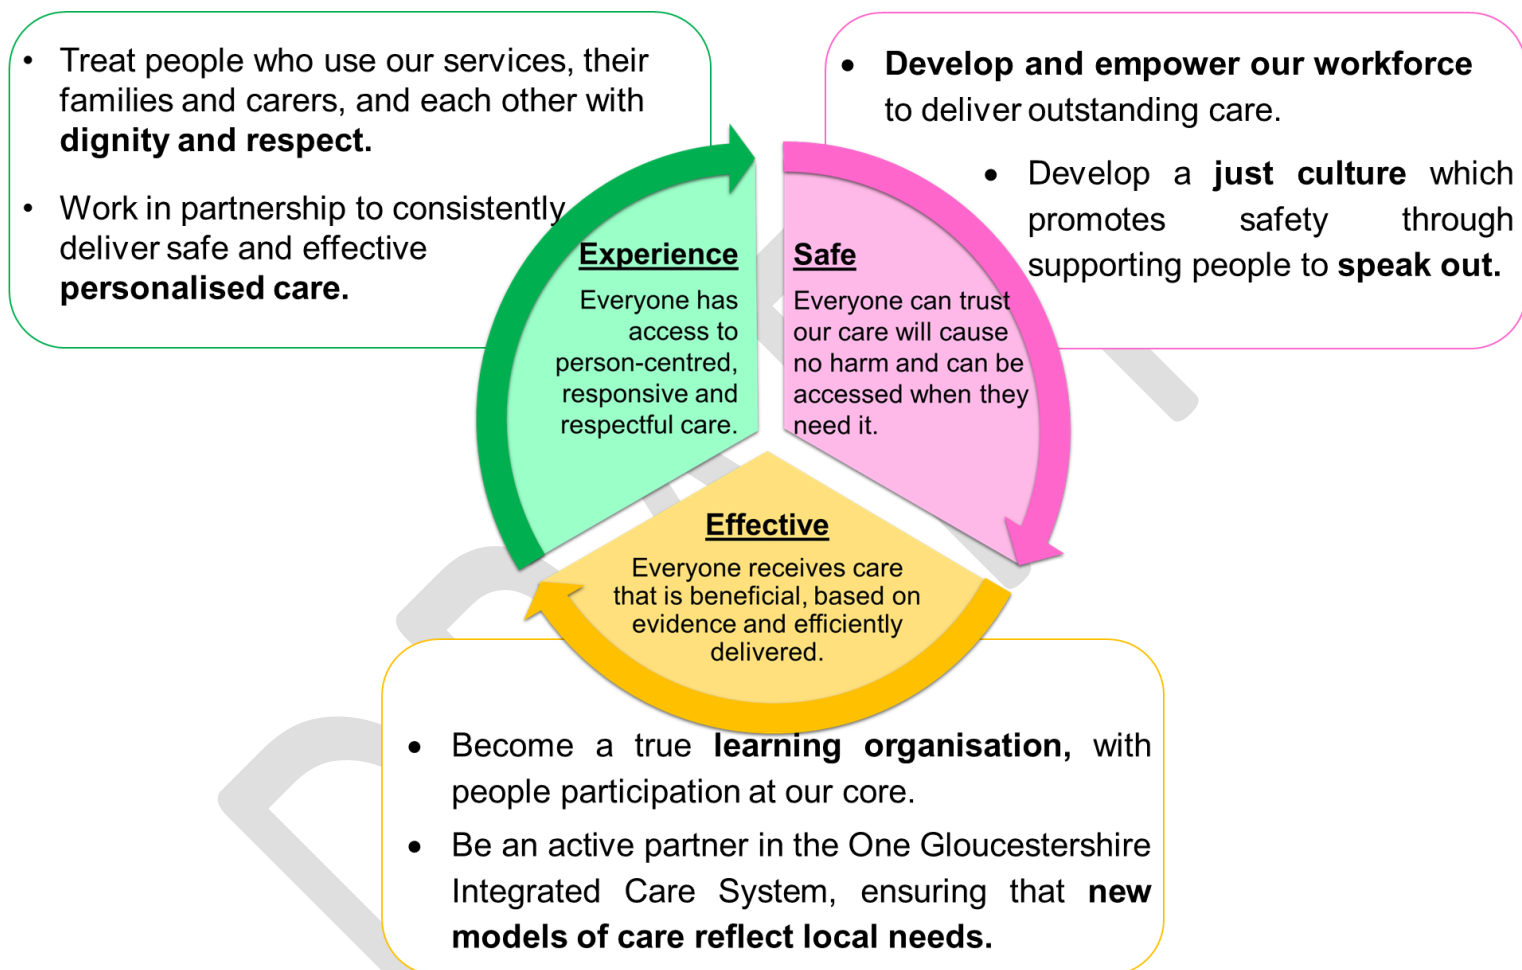 • Treat people who use our services, their
families and carers, and each other with
dignity and respect.
• Work in partnership to consistently
deliver safe and effective
personalised care.
• Develop and empower our workforce
to deliver outstanding care.
• Develop a just culture which
promotes safety through
supporting people to speak out.
Experience
Everyone has
access to
person-centred,
responsive and
respectful care.
Safe
Everyone can trust
our care will cause
no harm and can be
accessed when they
need it.
Effective
Everyone receives care
that is beneficial, based on
evidence and efficiently
delivered.
• Become a true learning organisation, with
people participation at our core.
• Be an active partner in the One Gloucestershire
Integrated Care System, ensuring that new
models of care reflect local needs.